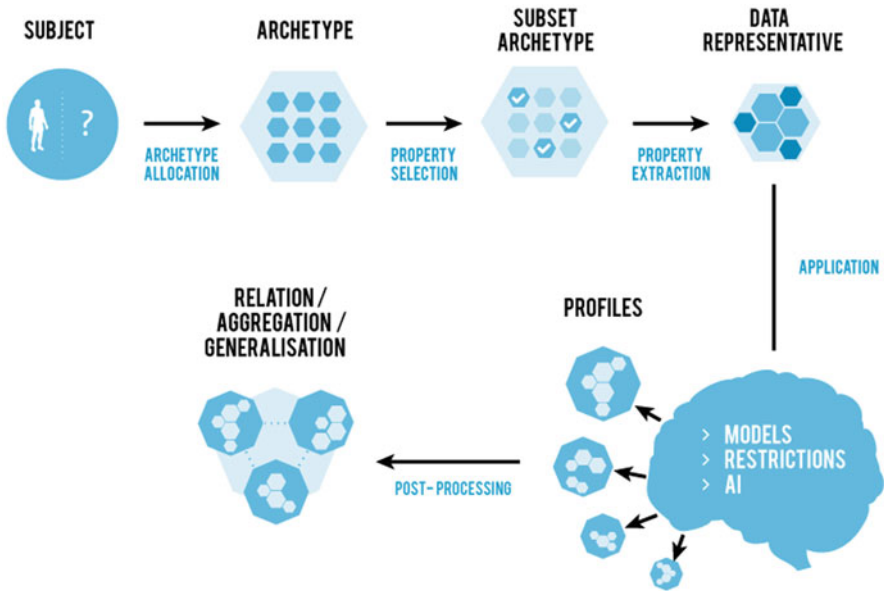 SUBJECT
?
ARCHETYPE
ALLOCATION
ARCHETYPE
PROPERTY
SELECTION
SUBSET
ARCHETYPE
PROPERTY
EXTRACTION
DATA
REPRESENTATIVE
APPLICATION
> MODELS
> RESTRICTIONS
> AI
PROFILES
POST-PROCESSING
RELATION /
AGGREGATION /
GENERALISATION